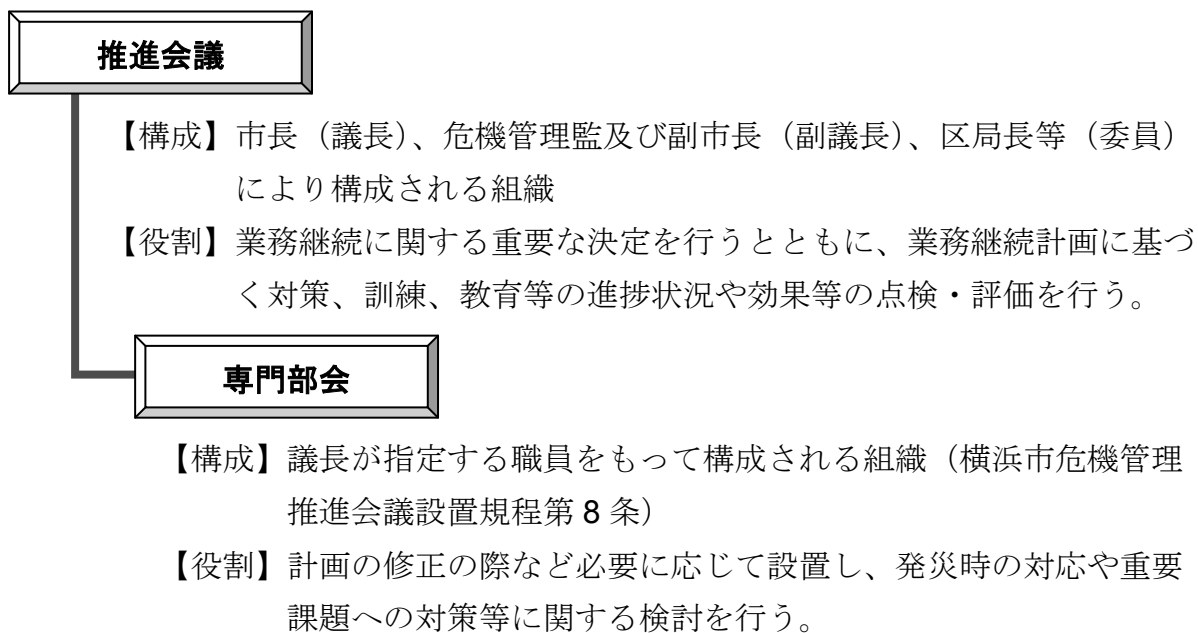 推進会議
【構成】市長（議長）、危機管理監及び副市長（副議長）、区局長等（委員）
により構成される組織
【役割】業務継続に関する重要な決定を行うとともに、業務継続計画に基づ
く対策、訓練、教育等の進捗状況や効果等の点検・評価を行う。
専門部会
【構成】議長が指定する職員をもって構成される組織（横浜市危機管理
推進会議設置規程第 8 条）
【役割】計画の修正の際など必要に応じて設置し、発災時の対応や重要
課題への対策等に関する検討を行う。